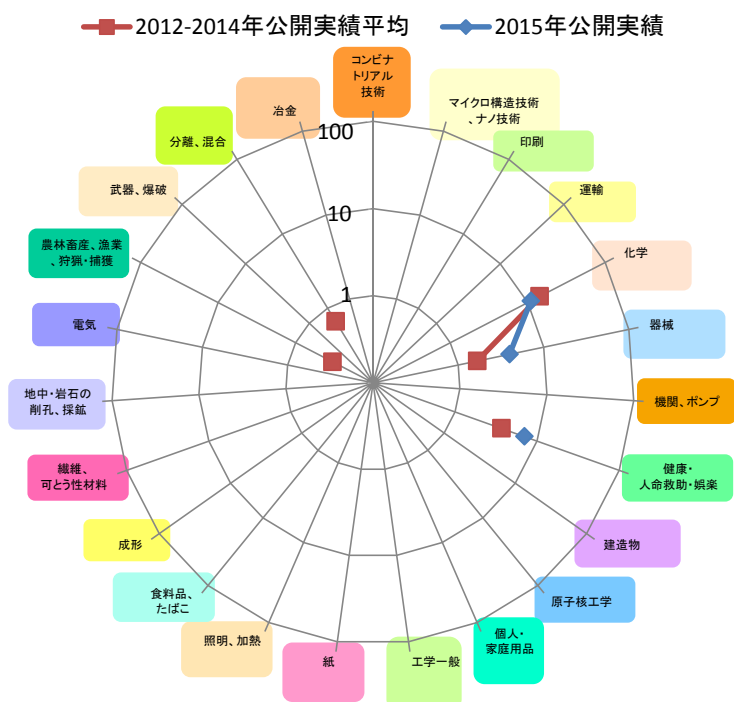 2012-2014年公開実績平均
2015年公開実績
コンビナ
トリアル
技術
マイクロ構造技術
、ナノ技術
印刷
運輸
化学
器械
機関、ポンプ
健康・
人命救助・娯楽
建造物
原子核工学
個人・
家庭用品
工学一般
紙
照明、加熱
食料品、
たばこ
成形
繊維、
可とう性材料
地中・岩石の
削孔、採鉱
電気
農林畜産、漁業
、狩猟・捕獲
武器、爆破
分離、混合
冶金
100
10
1